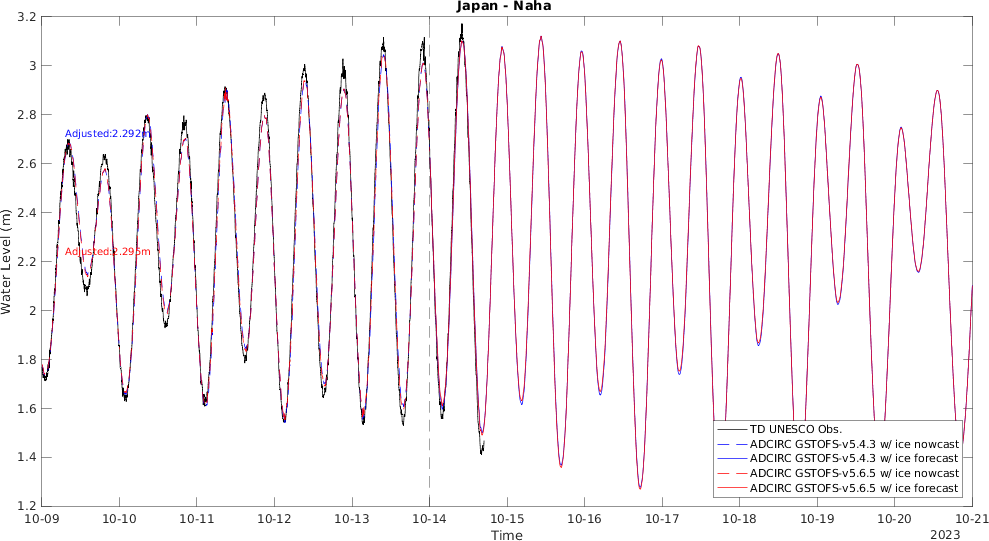 Japan - Naha
3.2
3
2.8
2.6
2.4
2.2
2
1.8
1.6
1.4
1.2
Water Level (m)
Adjusted:2.292m
Adjusted:2.295m
TD UNESCO Obs.
ADCIRC GSTOFS-v5.4.3 w/ ice nowcast
ADCIRC GSTOFS-v5.4.3 w/ ice forecast
ADCIRC GSTOFS-v5.6.5 w/ ice nowcast
ADCIRC GSTOFS-v5.6.5 w/ ice forecast
10-09 10-10 10-11 10-12 10-13 10-14 10-15 10-16 10-17 10-18 10-19 10-20 10-21
Time
2023